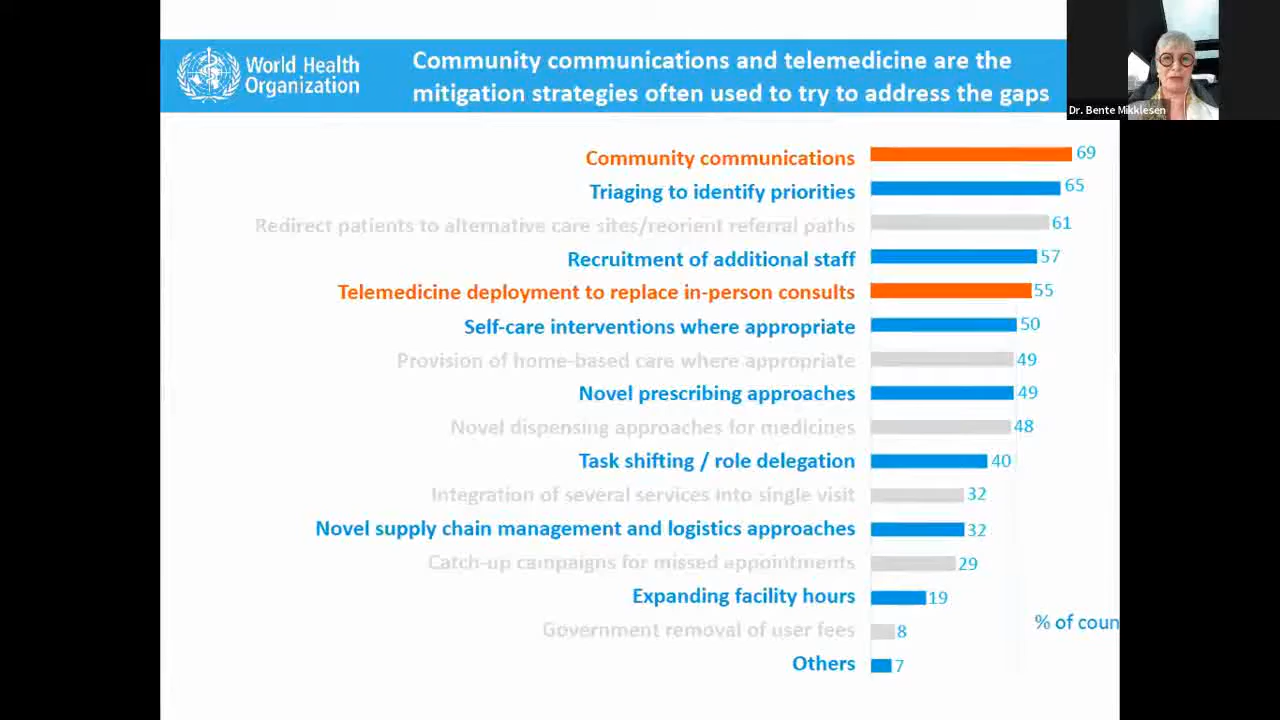 World Health
Organization
Community communications and telemedicine are the
mitigation strategies often used to try to address the gaps
Dr. Bente Mikklesen
Community communications 69
Triaging to identify priorities 65
Redirect patients to alternative care sites/reorient referral paths 61
Recruitment of additional staff 57
Telemedicine deployment to replace in-person consults 55
Self-care interventions where appropriate 50
Provision of home-based care where appropriate 49
Novel prescribing approaches 49
Novel dispensing approaches for medicines 48
Task shifting / role delegation 40
Integration of several services into single visit 32
Novel supply chain management and logistics approaches 32
Catch-up campaigns for missed appointments 29
Expanding facility hours 19
% of coun
Government removal of user fees 8
Others 7